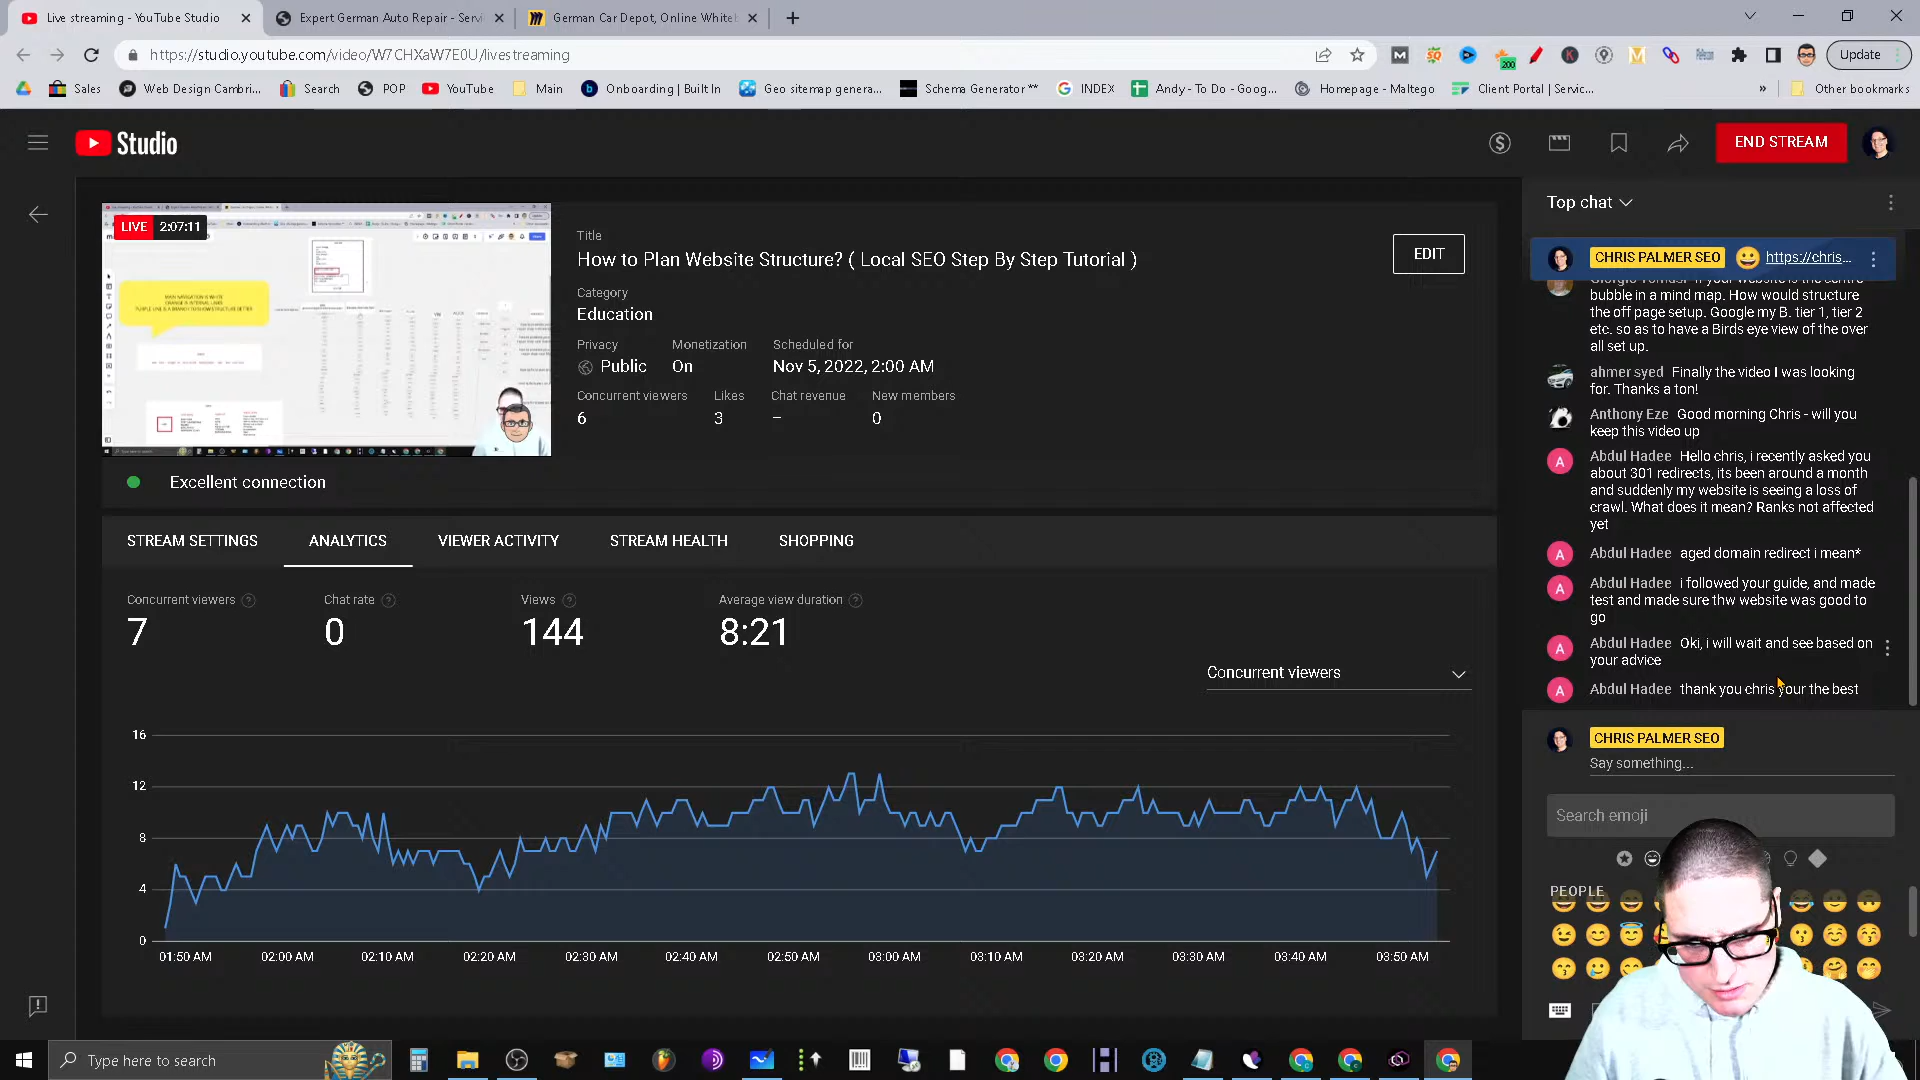 Live streaming - YouTube Studio
Expert German Auto Repair - Servi
German Car Depot, Online Whiteb
https://studio.youtube.com/video/W7CHXaW7E0U/livestreaming
200
Update
Sales
Web Design Cambri...
Search
POP
YouTube
Main
Onboarding | Built In
Geo sitemap genera...
Schema Generator **
INDEX
Andy - To Do - Goog...
Homepage - Maltego
Client Portal | Servic...
»
Other bookmarks
Studio
END STREAM
LIVE 2:07:11
MAIN NAVIGATION IS WHITE
Title
How to Plan Website Structure? ( Local SEO Step By Step Tutorial )
EDIT
Category
Education
Privacy
Monetization
Scheduled for
Public
On
Nov 5, 2022, 2:00 AM
Concurrent viewers
Likes
Chat revenue
New members
6
3
–
0
Excellent connection
STREAM SETTINGS
ANALYTICS
VIEWER ACTIVITY
STREAM HEALTH
SHOPPING
Concurrent viewers
Chat rate
Views
Average view duration
7
0
144
8:21
Concurrent viewers
16
12
8
4
0
01:50 AM
02:00 AM
02:10 AM
02:20 AM
02:30 AM
02:40 AM
02:50 AM
03:00 AM
03:10 AM
03:20 AM
03:30 AM
03:40 AM
03:50 AM
Top chat
CHRIS PALMER SEO https://chris...
bubble in a mind map. How would structure
the off page setup. Google my B. tier 1, tier 2
etc. so as to have a Birds eye view of the over
all set up.
ahmer syed Finally the video I was looking
for. Thanks a ton!
Anthony Eze Good morning Chris - will you
keep this video up
Abdul Hadee Hello chris, i recently asked you
about 301 redirects, its been around a month
and suddenly my website is seeing a loss of
crawl. What does it mean? Ranks not affected
yet
Abdul Hadee aged domain redirect i mean*
Abdul Hadee i followed your guide, and made
test and made sure thw website was good to
go
Abdul Hadee Oki, i will wait and see based on
your advice
Abdul Hadee thank you chris your the best
CHRIS PALMER SEO
Say something...
Search emoji
PEOPLE
Type here to search